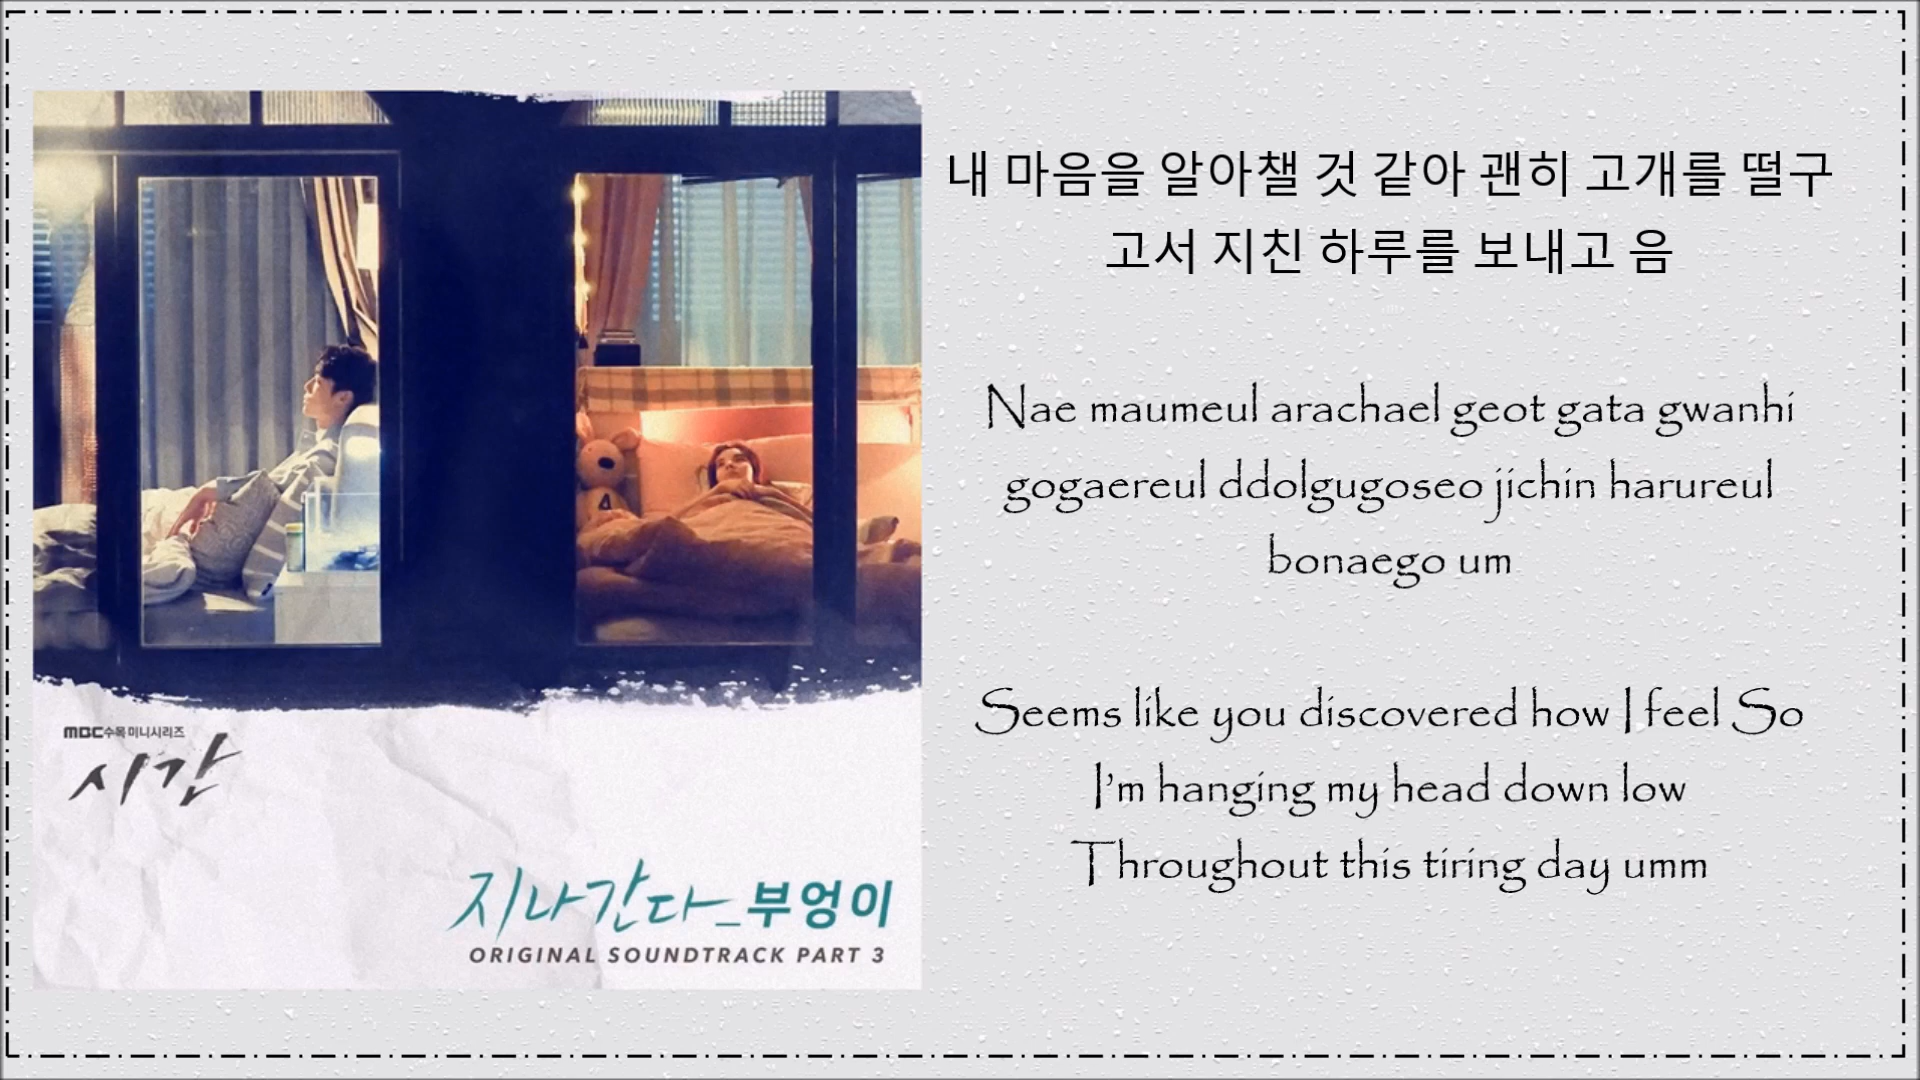 내 마음을 알아챌 것 같아 괜히 고개를 떨구
고서 지친 하루를 보내고 음
Nae maumeul arachael geot gata gwanhi
gogaereul ddolgugoseo jichin harureul
bonaego um
Seems like you discovered how I feel So
I'm hanging my head down low
Throughout this tiring day umm
MBC수목 미니시리즈
시간
지나간다_부엉이
ORIGINAL SOUNDTRACK PART 3